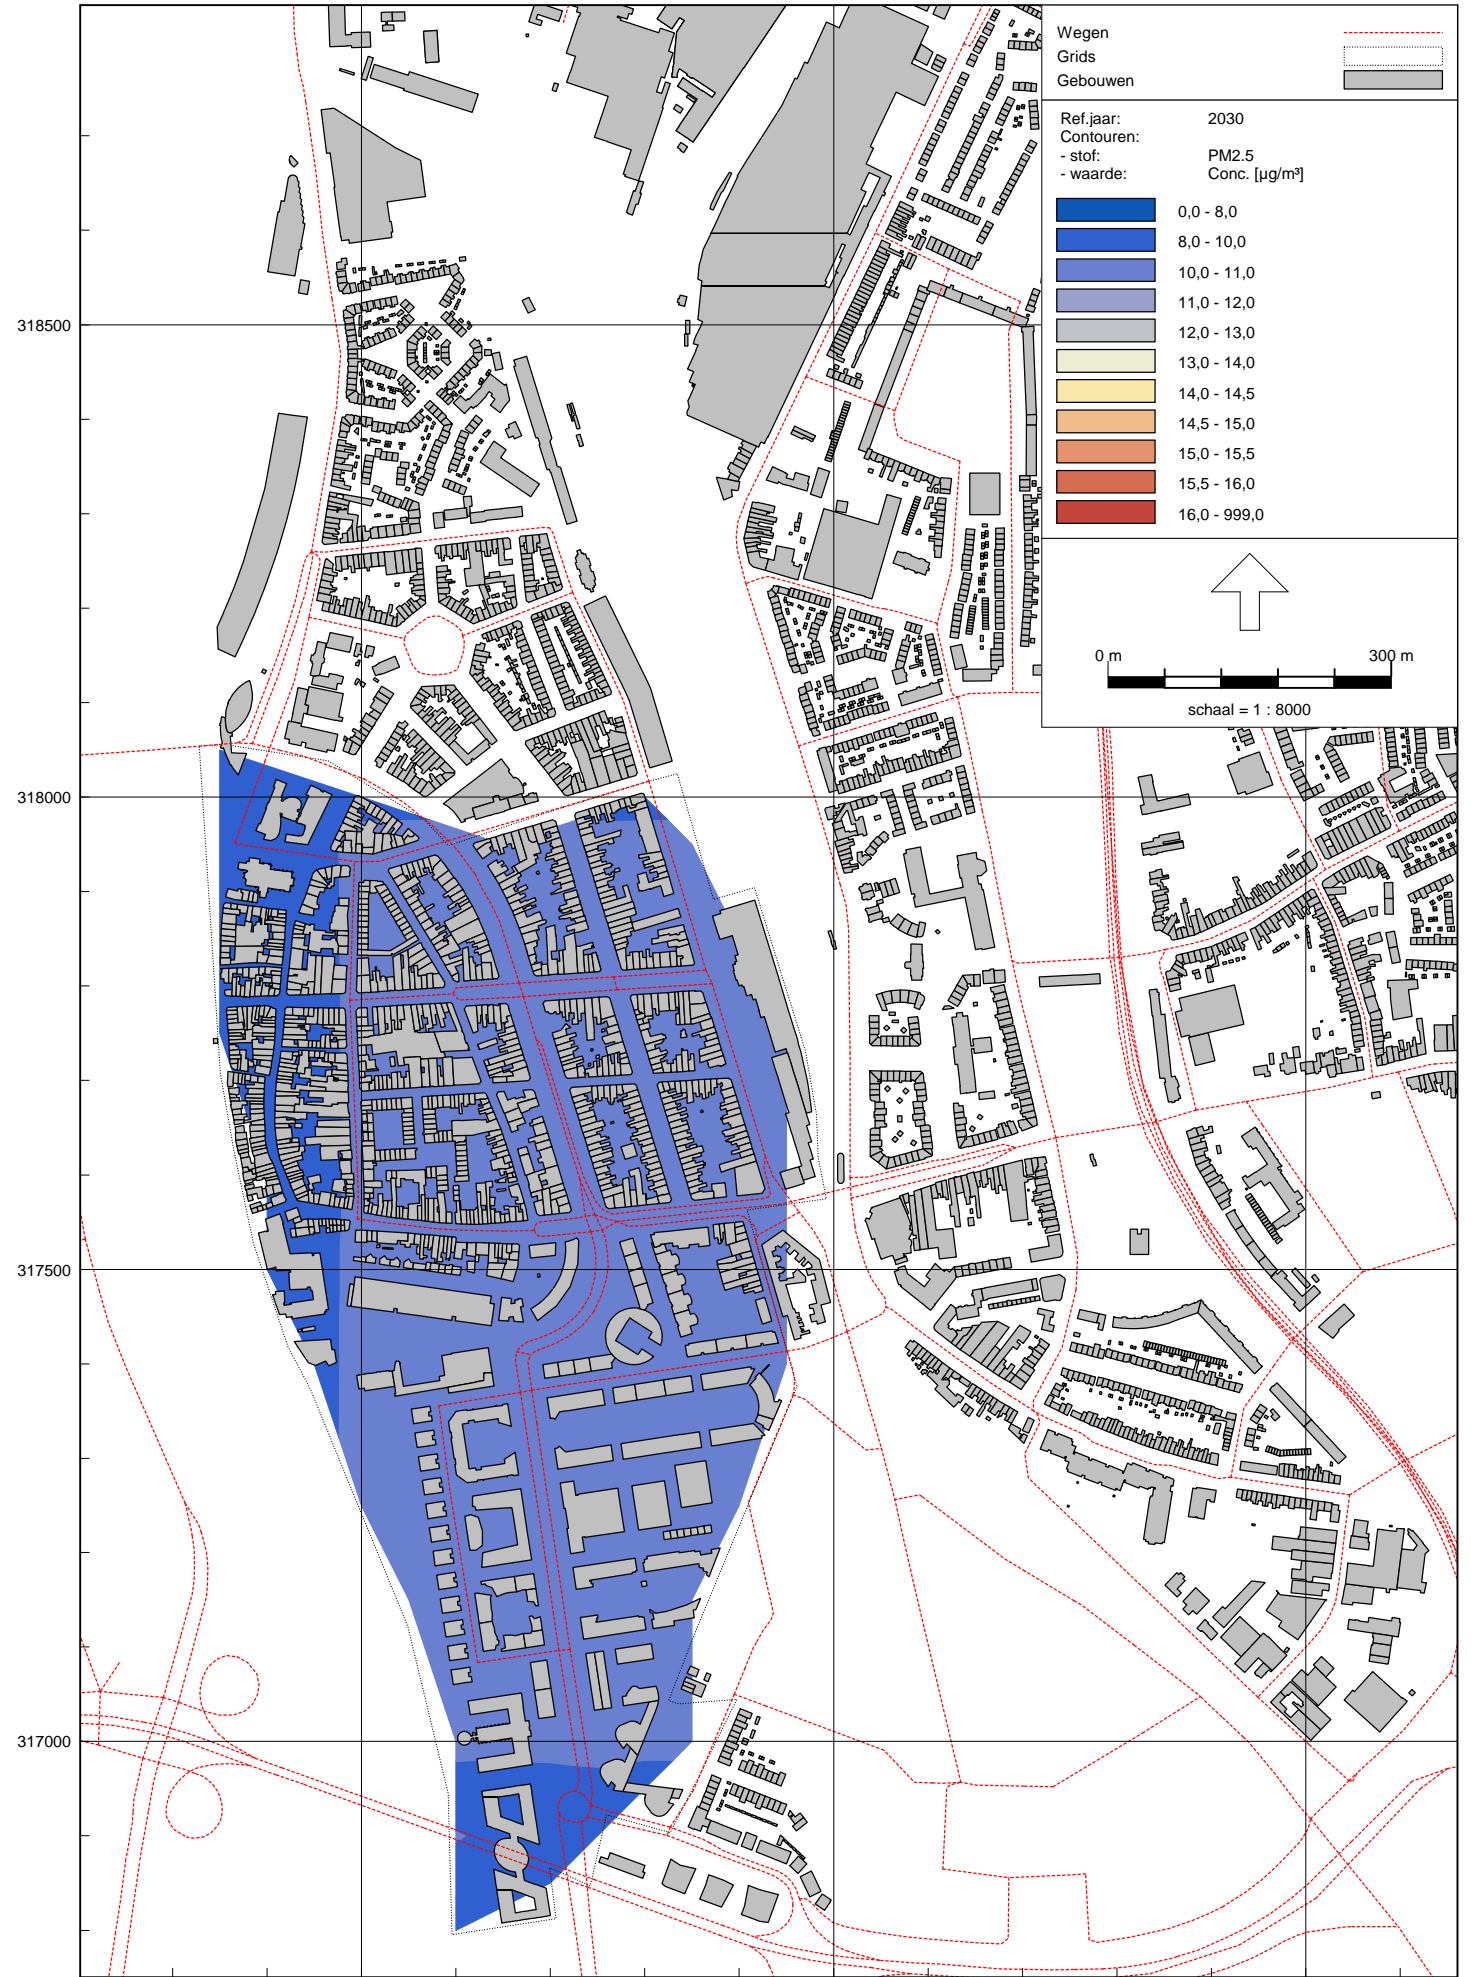 Wegen
Grids
Gebouwen
Ref.jaar: 2030
Contouren:
- stof: PM2.5
- waarde: Conc. [µg/m³]
0,0 - 8,0
8,0 - 10,0
10,0 - 11,0
11,0 - 12,0
12,0 - 13,0
13,0 - 14,0
14,0 - 14,5
14,5 - 15,0
15,0 - 15,5
15,5 - 16,0
16,0 - 999,0
0 m 300 m
schaal = 1 : 8000
318500
318000
317500
317000